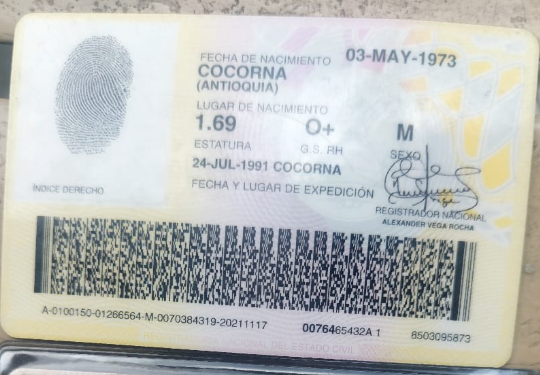 FECHA DE NACIMIENTO 03-MAY-1973
COCORNA
(ANTIOQUIA)
LUGAR DE NACIMIENTO
1.69 O+ M
ESTATURA G.S. RH SEXO
24-JUL-1991 COCORNA
FECHA Y LUGAR DE EXPEDICIÓN
INDICE DERECHO
REGISTRADOR NACIONAL
ALEXANDER VEGA ROCHA
A-0100150-01266564-M-0070384319-20211117 0076465432A 1 8503095873